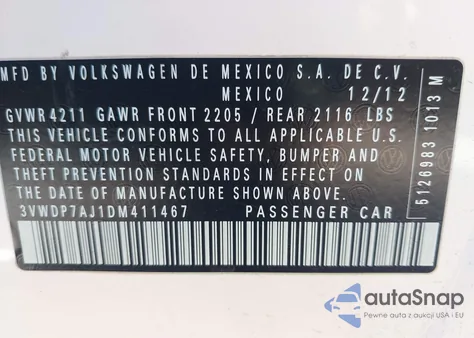 MFD BY VOLKSWAGEN DE MEXICO S.A. DE C.V.
MEXICO 12/12
GVWR 4211 GAWR FRONT 2205 / REAR 2116 LBS
THIS VEHICLE CONFORMS TO ALL APPLICABLE U.S.
FEDERAL MOTOR VEHICLE SAFETY, BUMPER AND
THEFT PREVENTION STANDARDS IN EFFECT ON
THE DATE OF MANUFACTURE SHOWN ABOVE.
3VWDP7AJ1DM411467 PASSENGER CAR
5126983 1013 M
autoSnap
Pewne auta z aukcji USA i EU